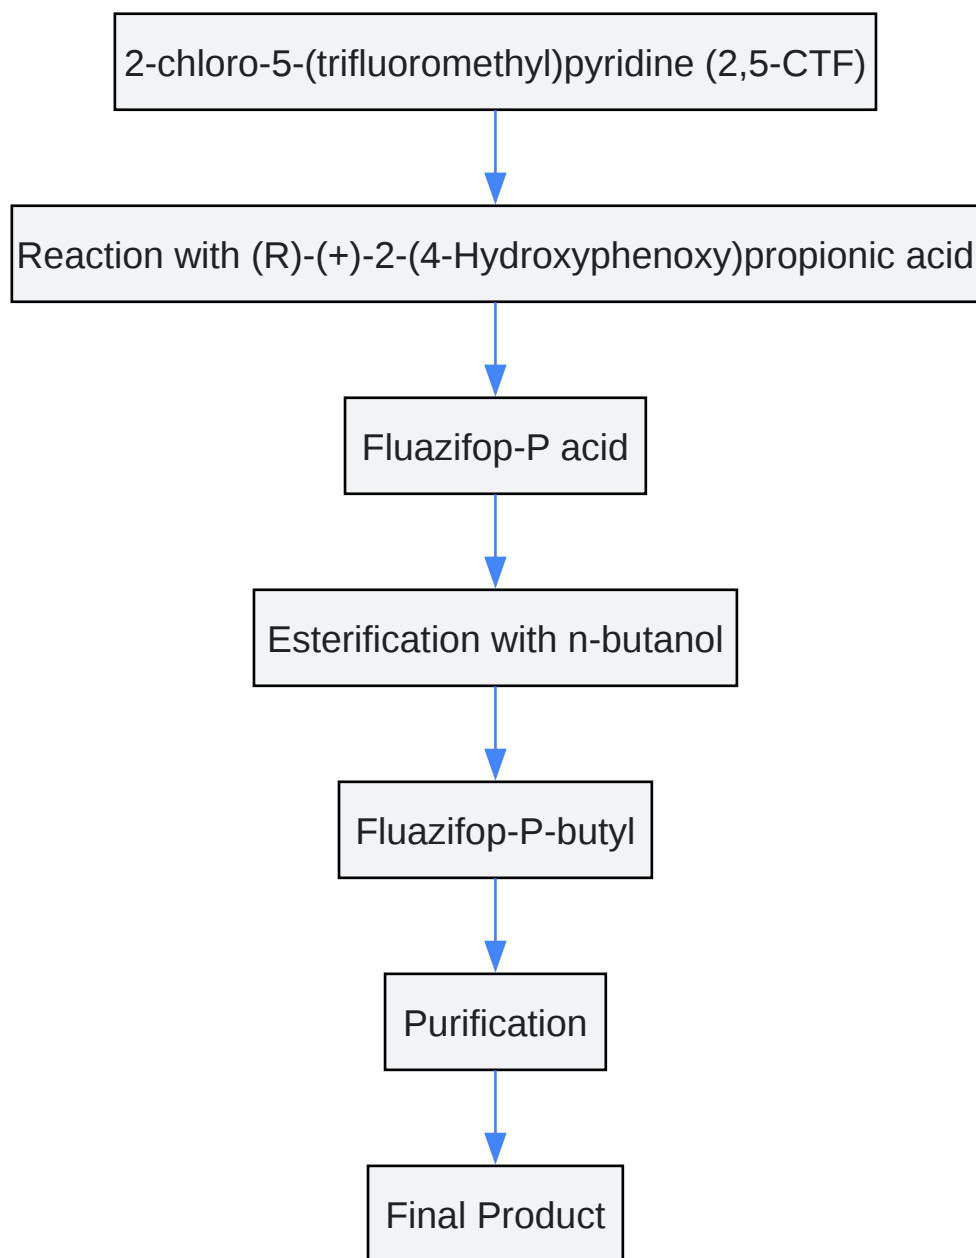 2-chloro-5-(trifluoromethyl)pyridine (2,5-CTF)
Reaction with (R)-(+)-2-(4-Hydroxyphenoxy)propionic acid
Fluazifop-P acid
Esterification with n-butanol
Fluazifop-P-butyl
Purification
Final Product